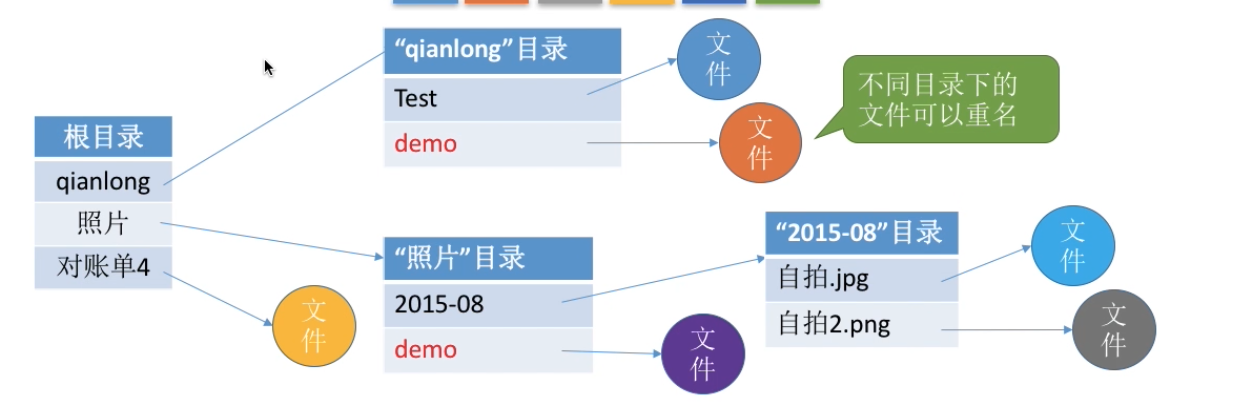 根目录
qianlong
照片
对账单4
文
件
“qianlong”目录
Test
demo
文
件
文
件
不同目录下的
文件可以重名
“照片”目录
2015-08
demo
文
件
“2015-08”目录
自拍.jpg
自拍2.png
文
件
文
件